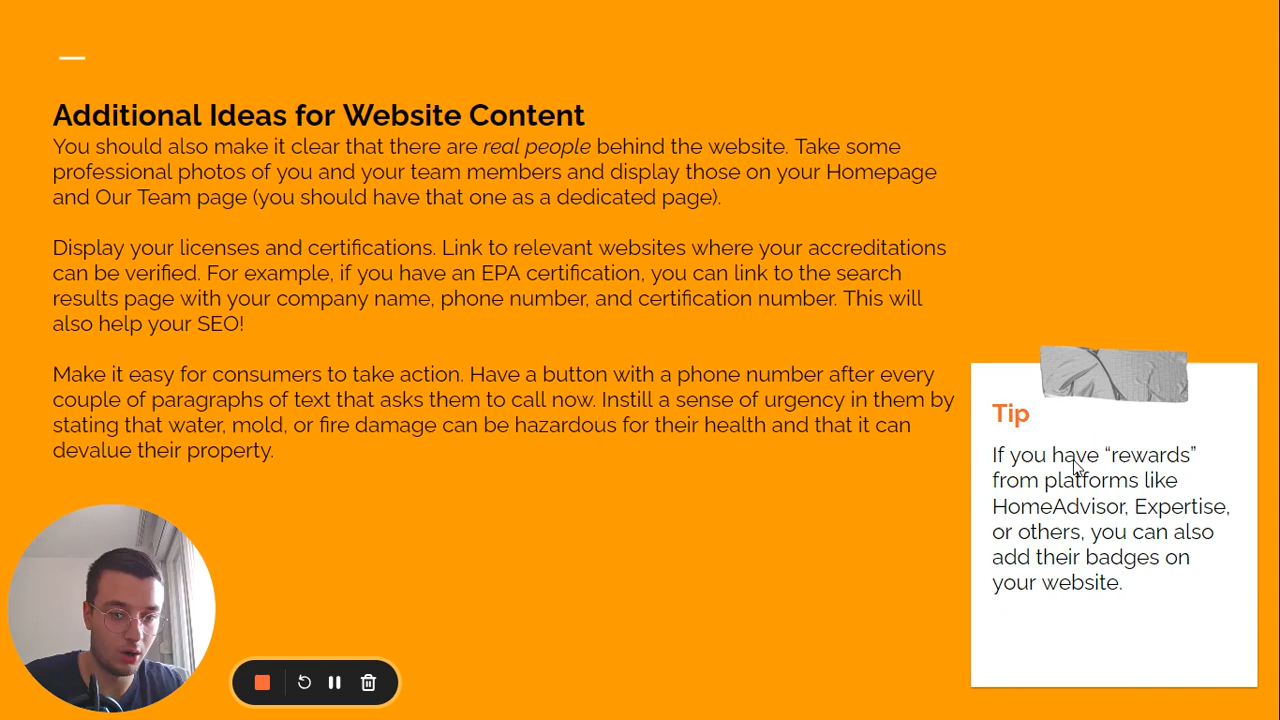 Additional Ideas for Website Content
You should also make it clear that there are real people behind the website. Take some
professional photos of you and your team members and display those on your Homepage
and Our Team page (you should have that one as a dedicated page).
Display your licenses and certifications. Link to relevant websites where your accreditations
can be verified. For example, if you have an EPA certification, you can link to the search
results page with your company name, phone number, and certification number. This will
also help your SEO!
Make it easy for consumers to take action. Have a button with a phone number after every
couple of paragraphs of text that asks them to call now. Instill a sense of urgency in them by
stating that water, mold, or fire damage can be hazardous for their health and that it can
devalue their property.
Tip
If you have “rewards”
from platforms like
HomeAdvisor, Expertise,
or others, you can also
add their badges on
your website.